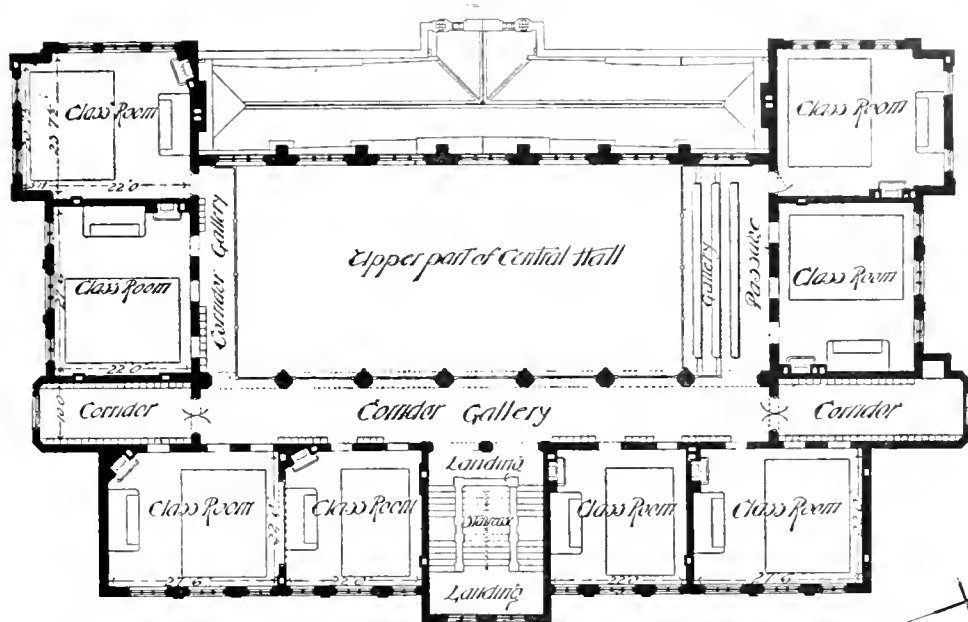 Class Room
Class Room
22'0
Corridor Gallery
Upper part of Central Hall
Gallery
Passage
Class Room
Class Room
22'0
Corridor
10'0
Corridor Gallery
Corridor
Landing
Class Room
Class Room
Class Room
Class Room
27'6
22'0
Landing
22'0
27'6